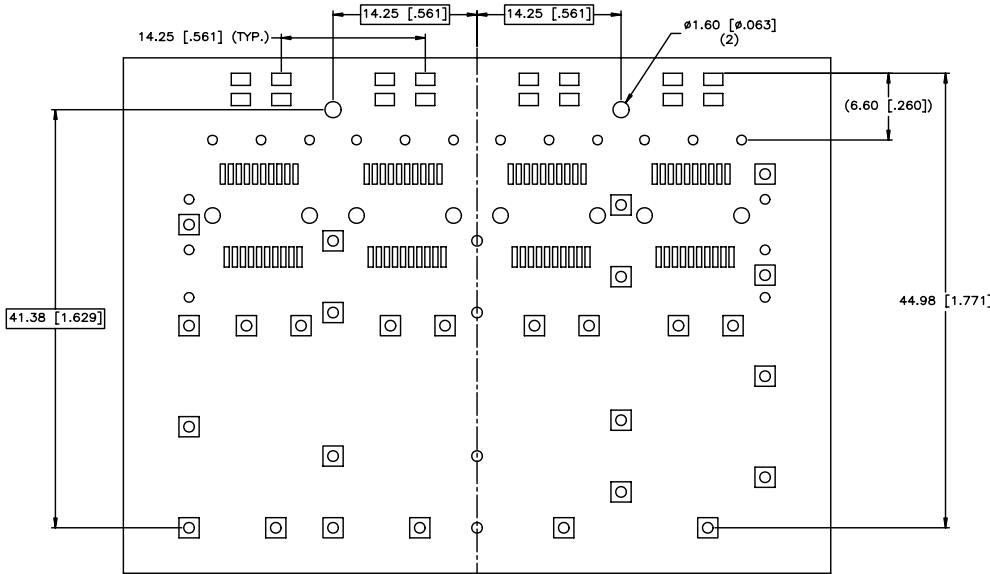 14.25 [.561] 14.25 [.561]
ø1.60 [ø.063]
(2)
14.25 [.561] (TYP.)
(6.60 [.260])
44.98 [1.771]
41.38 [1.629]